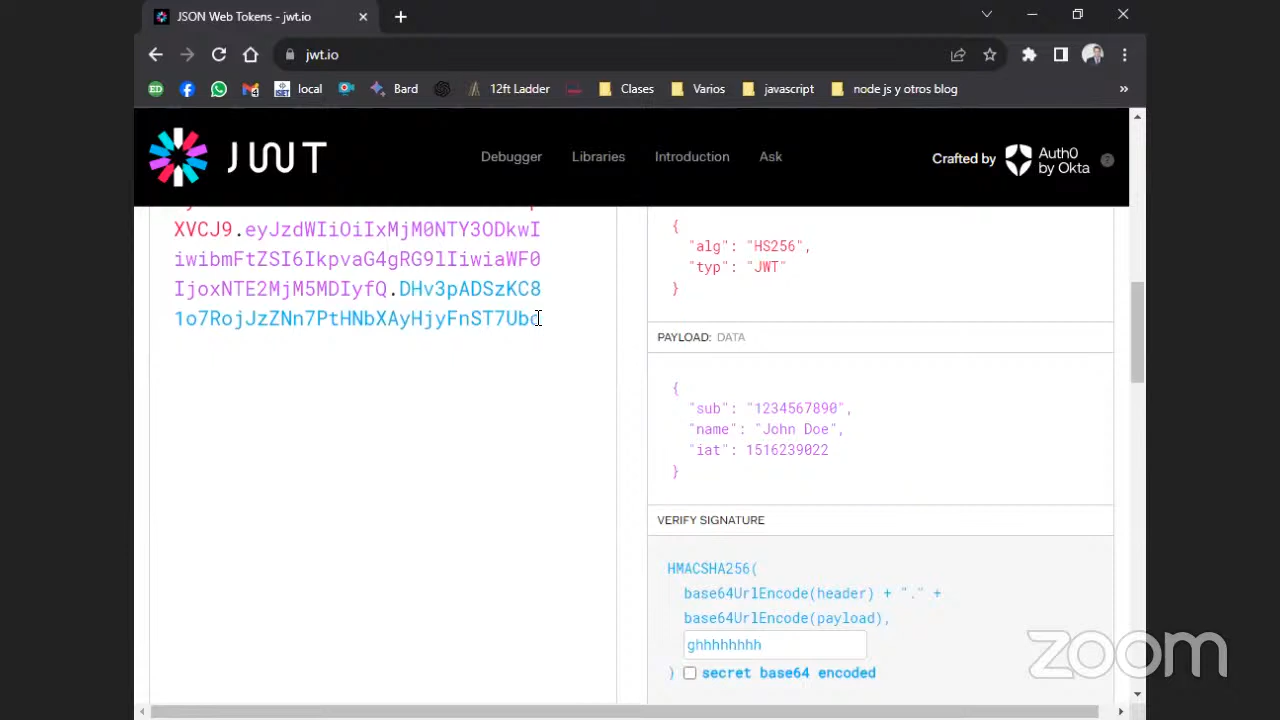 JSON Web Tokens - jwt.io
jwt.io
ED
local
Bard
12ft Ladder
Clases
Varios
javascript
node js y otros blog
JWT
Debugger
Libraries
Introduction
Ask
Crafted by
Auth0
by Okta
XVCJ9.eyJzdWIiOiIxMjM0NTY3ODkwI
iwibmFtZSI6IkpvaG4gRG9lIiwiaWF0
IjoxNTE2MjM5MDIyfQ.DHv3pADSzKC8
{
"alg": "HS256",
"typ": "JWT"
}
PAYLOAD: DATA
{
"sub": "1234567890",
"name": "John Doe",
"iat": 1516239022
}
VERIFY SIGNATURE
HMACSHA256(
base64UrlEncode(header) + "." +
base64UrlEncode(payload),
ghhhhhhhh
) secret base64 encoded
zoom